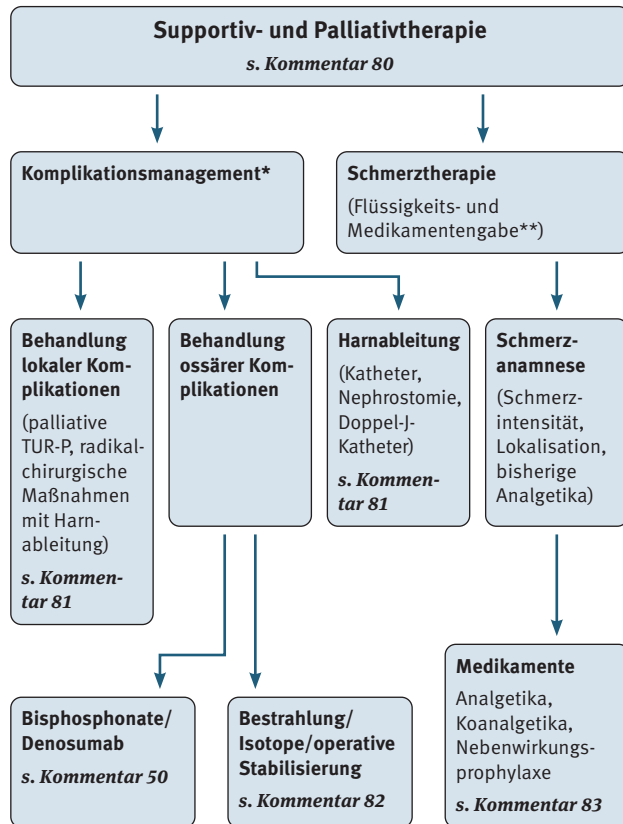 Supportiv- und Palliativtherapie
s. Kommentar 80
Komplikationsmanagement*
Schmerztherapie
(Flüssigkeits- und
Medikamentengabe**)
Behandlung
lokaler Kom-
plikationen
(palliative
TUR-P, radikal-
chirurgische
Maßnahmen
mit Harn-
ableitung)
s. Kommen-
tar 81
Behandlung
ossärer Kom-
plikationen
Harnableitung
(Katheter,
Nephrostomie,
Doppel-J-
Katheter)
s. Kommen-
tar 81
Schmerz-
anamnese
(Schmerz-
intensität,
Lokalisation,
bisherige
Analgetika)
Bisphosphonate/
Denosumab
s. Kommentar 50
Bestrahlung/
Isotope/operative
Stabilisierung
s. Kommentar 82
Medikamente
Analgetika,
Koanalgetika,
Nebenwirkungs-
prophylaxe
s. Kommentar 83